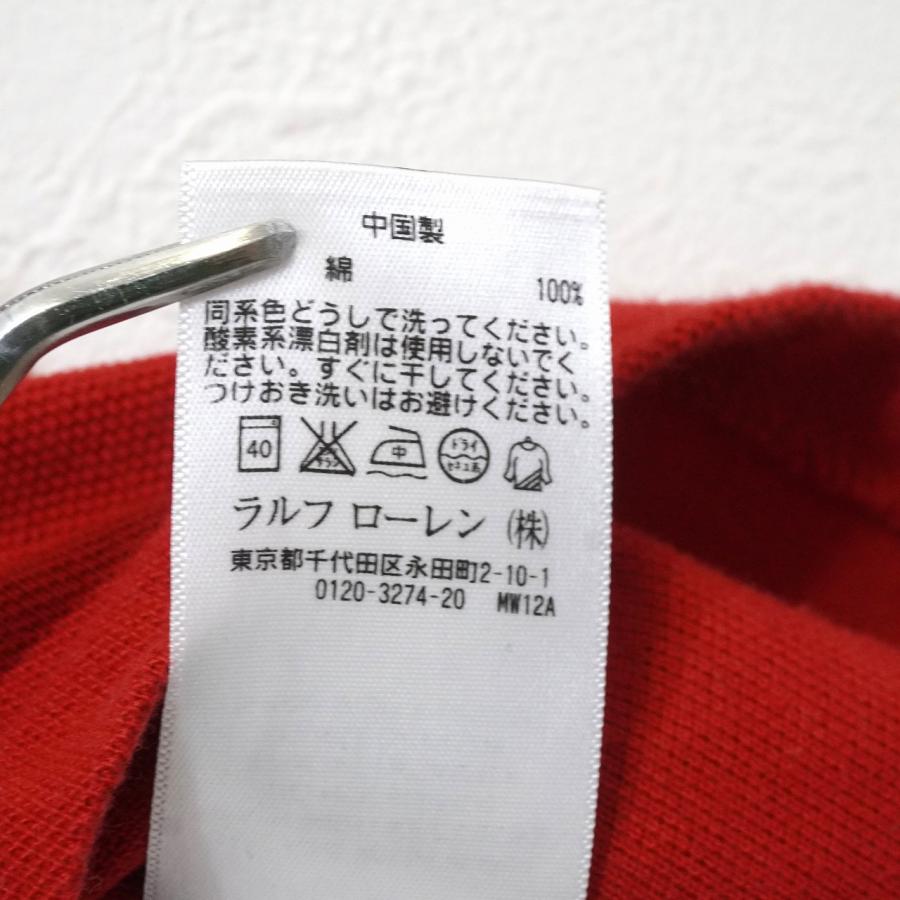 中国製
綿 100%
同系色どうしで洗ってください。
酸素系漂白剤は使用しないでく
ださい。すぐに干してください。
つけおき洗いはお避けください。
40 中 ドライ
セキユ系
ラルフ ローレン (株)
東京都千代田区永田町2-10-1
0120-3274-20 MW12A